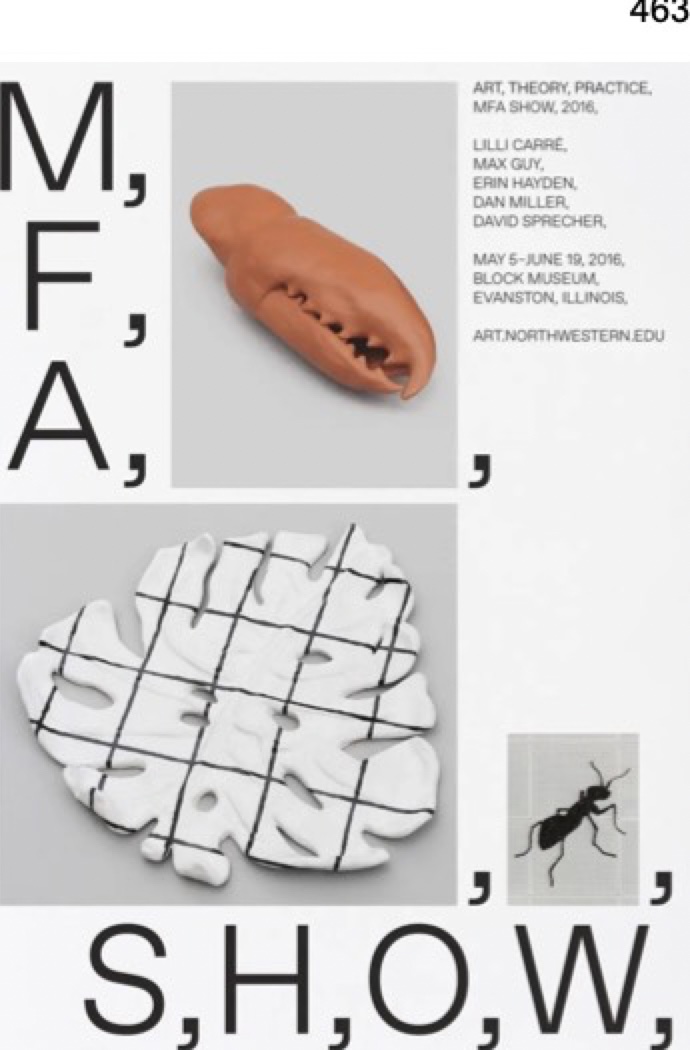 463
M,
F,
A,
ART, THEORY, PRACTICE,
MFA SHOW, 2016,
LILLI CARRÉ,
MAX GUY,
ERIN HAYDEN,
DAN MILLER,
DAVID SPRECHER,
MAY 5–JUNE 19, 2016,
BLOCK MUSEUM,
EVANSTON, ILLINOIS,
ART.NORTHWESTERN.EDU
,
, ,
S,H,O,W,